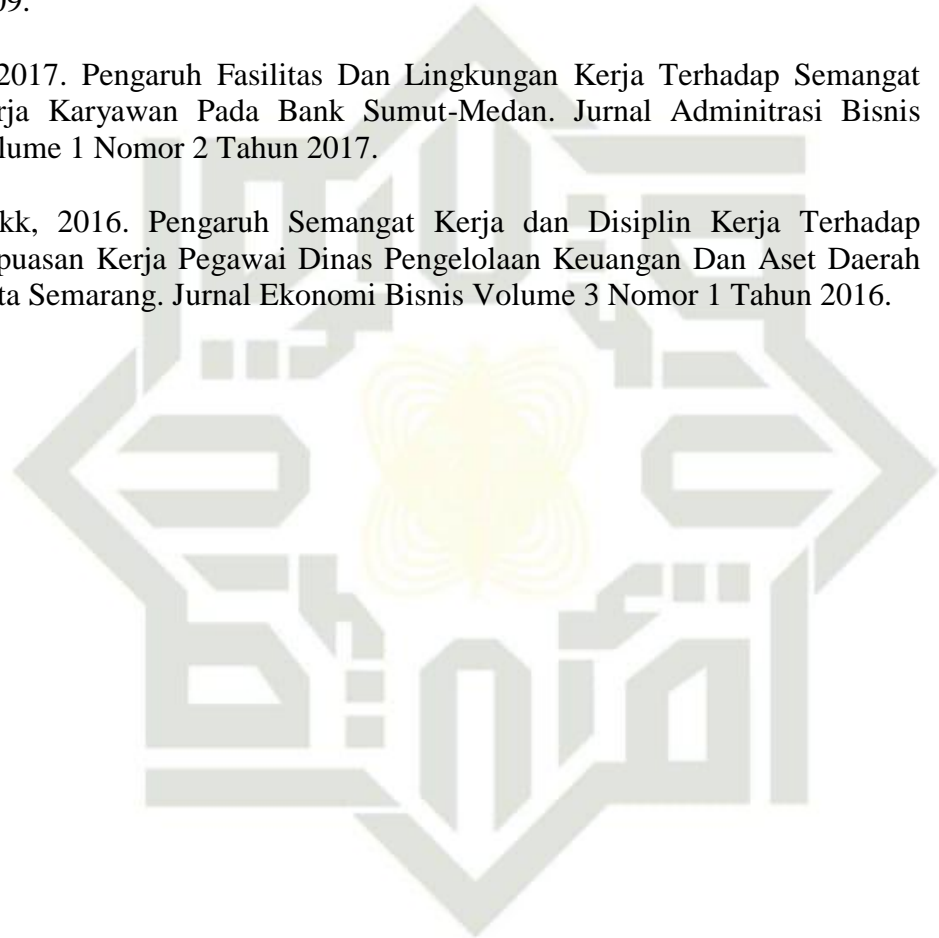 09.
2017. Pengaruh Fasilitas Dan Lingkungan Kerja Terhadap Semangat
rja Karyawan Pada Bank Sumut-Medan. Jurnal Adminitrasi Bisnis
lume 1 Nomor 2 Tahun 2017.
kk, 2016. Pengaruh Semangat Kerja dan Disiplin Kerja Terhadap
puasan Kerja Pegawai Dinas Pengelolaan Keuangan Dan Aset Daerah
ta Semarang. Jurnal Ekonomi Bisnis Volume 3 Nomor 1 Tahun 2016.